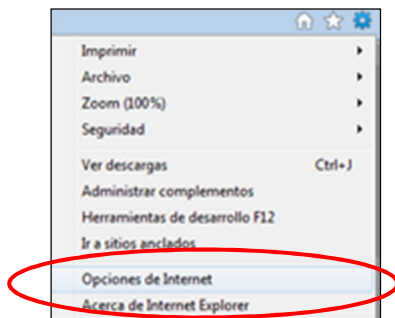 Imprimir
Archivo
Zoom (100%)
Seguridad
Ver descargas Ctrl+J
Administrar complementos
Herramientas de desarrollo F12
Ir a sitios anclados
Opciones de Internet
Acerca de Internet Explorer